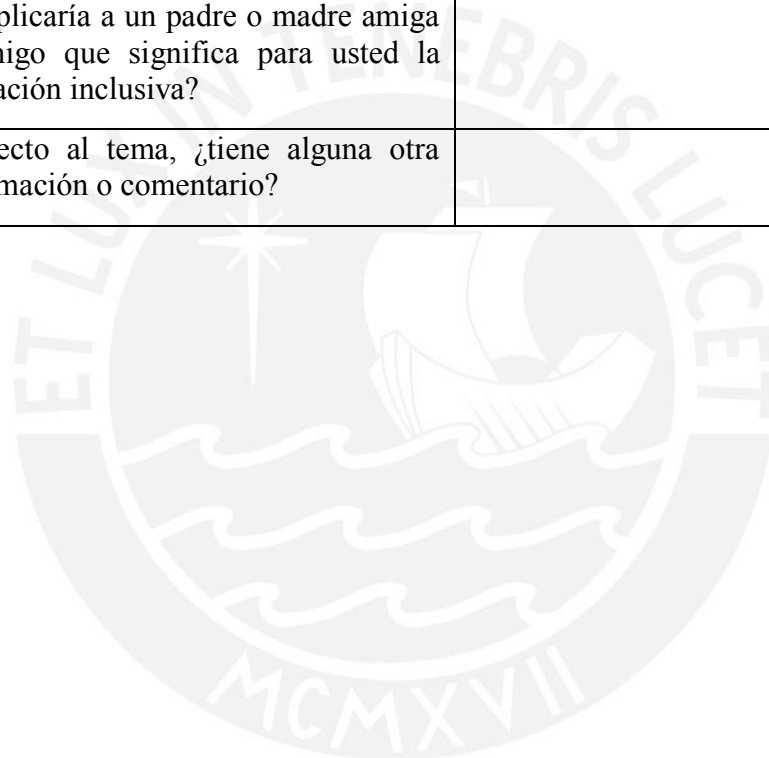 plicaría a un padre o madre amiga
igo que significa para usted la
ación inclusiva?
ecto al tema, ¿tiene alguna otra
mación o comentario?
ET LUX IN TENEBRIS LUCET
MCMXVII